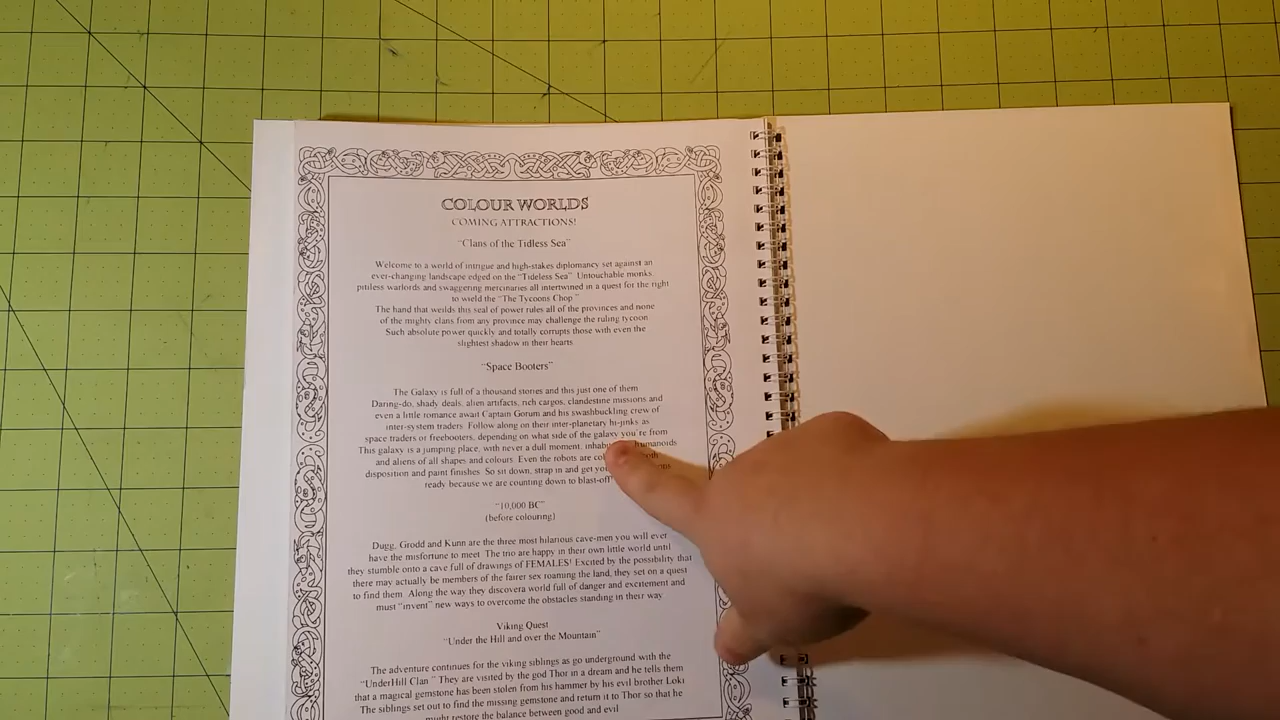 COLOUR WORLDS
COMING ATTRACTIONS!
"Clans of the Tidless Sea"
Welcome to a world of intrigue and high-stakes diplomancy set against an
ever-changing landscape edged on the "Tideless Sea" Untouchable monks,
pitiless warlords and swaggering mercinaries all intertwined in a quest for the right
to wield the "The Tycoons Chop"
The hand that weilds this seal of power rules all of the provinces and none
of the mighty clans from any province may challenge the ruling tycoon
Such absolute power quickly and totally corrupts those with even the
slightest shadow in their hearts
"Space Booters"
The Galaxy is full of a thousand stories and this just one of them
Daring-do, shady deals, alien artifacts, rich cargos, clandestine missions and
even a little romance await Captain Gorum and his swashbuckling crew of
inter-system traders. Follow along on their inter-planetary hi-jinks as
space traders or freebooters, depending on what side of the galaxy you're from
This galaxy is a jumping place, with never a dull moment, humanoids
and aliens of all shapes and colours. Even the robots are
disposition and paint finishes. So sit down, strap in and get
ready because we are counting down to blast-off
"10,000 BC"
(before colouring)
Dugg, Grodd and Kunn are the three most hilarious cave-men you will ever
have the misfortune to meet. The trio are happy in their own little world until
they stumble onto a cave full of drawings of FEMALES! Excited by the possibility that
there may actually be members of the fairer sex roaming the land, they set on a quest
to find them. Along the way they discovera world full of danger and excitement and
must "invent" new ways to overcome the obstacles standing in their way
Viking Quest
"Under the Hill and over the Mountain"
The adventure continues for the viking siblings as go underground with the
"UnderHill Clan" They are visited by the god Thor in a dream and he tells them
that a magical gemstone has been stolen from his hammer by his evil brother Loki
The siblings set out to find the missing gemstone and return it to Thor so that he
might restore the balance between good and evil